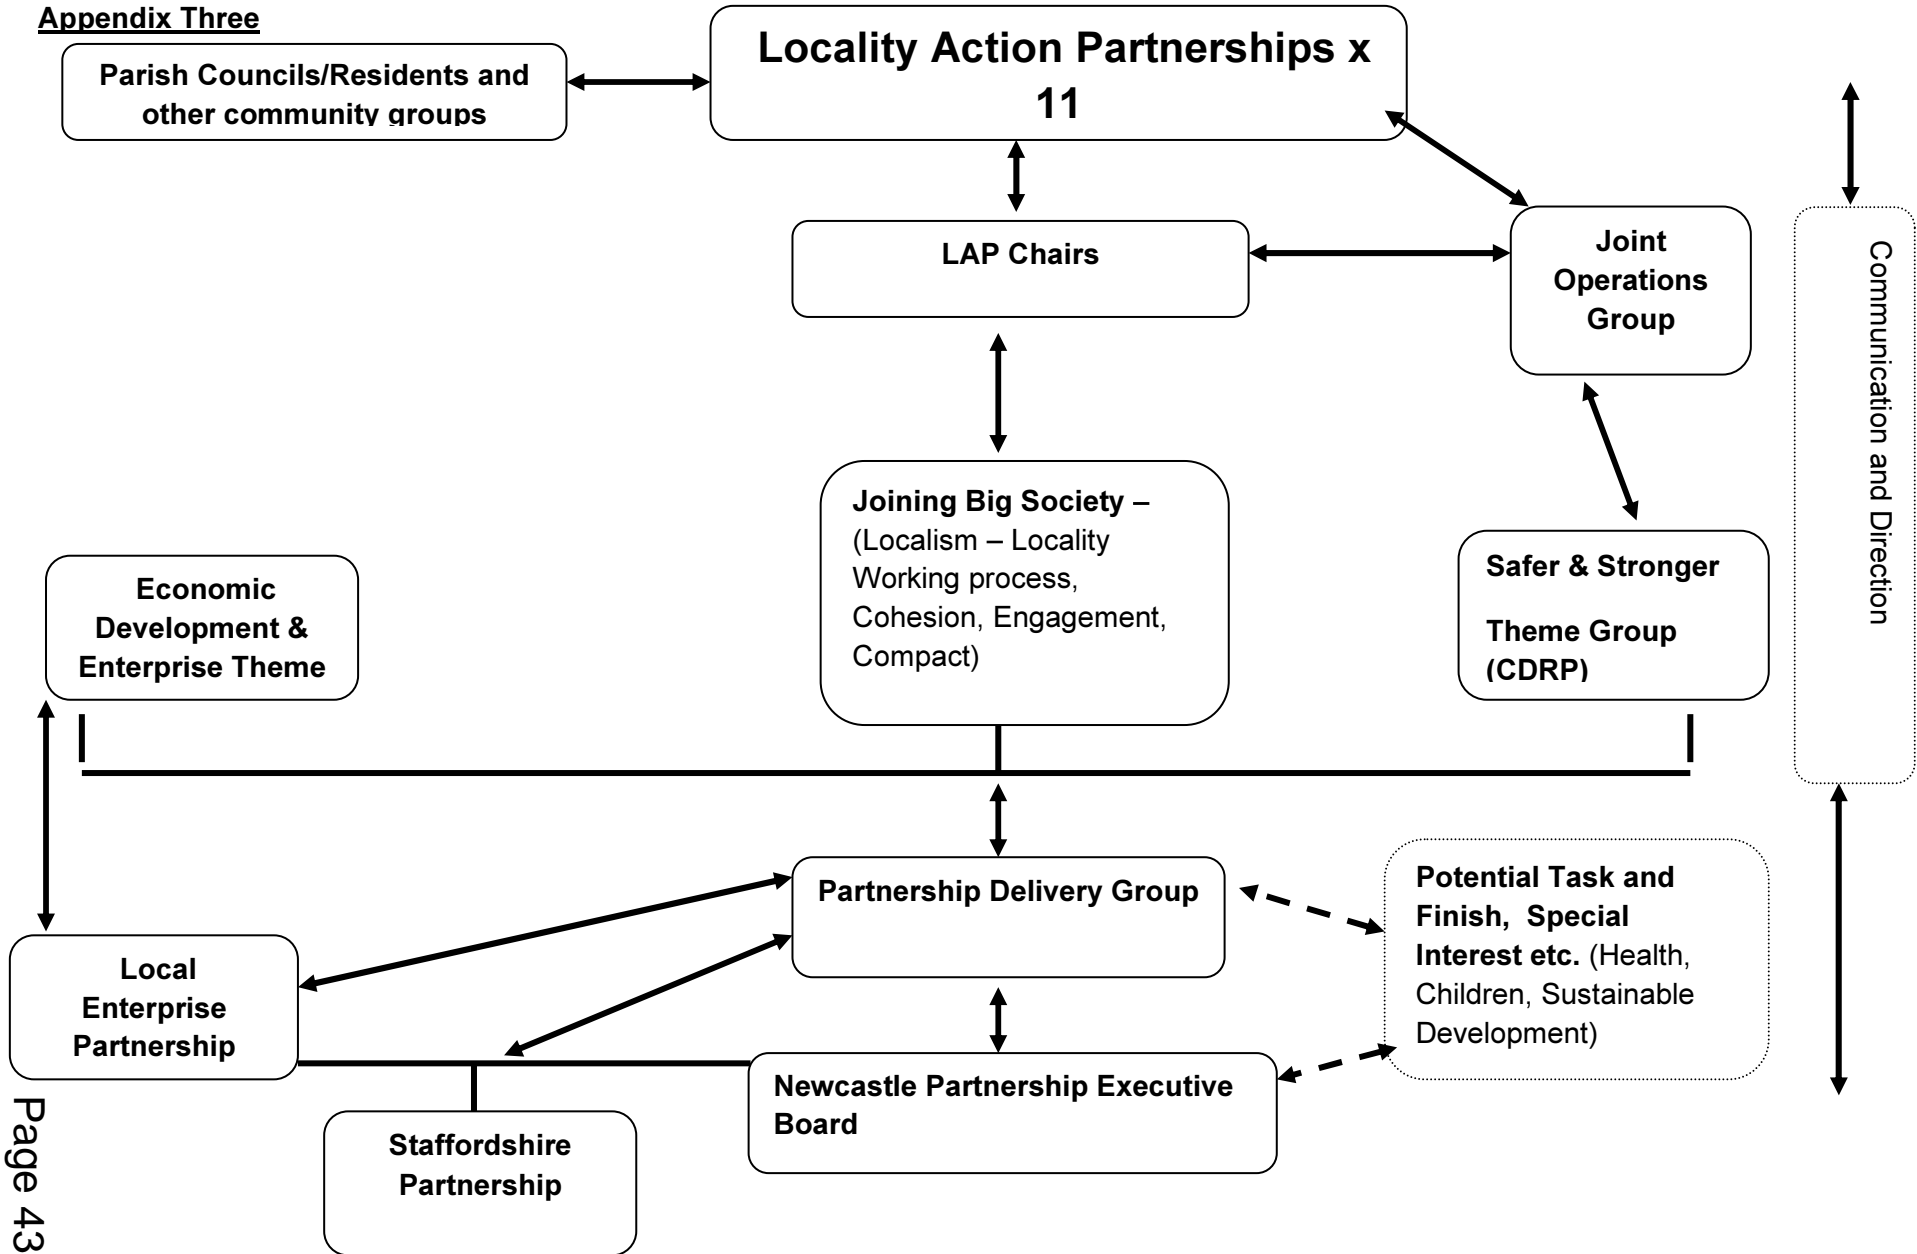 Appendix Three
Parish Councils/Residents and
other community groups
Locality Action Partnerships x
11
LAP Chairs
Joint
Operations
Group
Communication and Direction
Joining Big Society –
(Localism – Locality
Working process,
Cohesion, Engagement,
Compact)
Economic
Development &
Enterprise Theme
Safer & Stronger
Theme Group
(CDRP)
Partnership Delivery Group
Potential Task and
Finish,  Special
Interest etc. (Health,
Children, Sustainable
Development)
Local
Enterprise
Partnership
Newcastle Partnership Executive
Board
Staffordshire
Partnership
Page 43